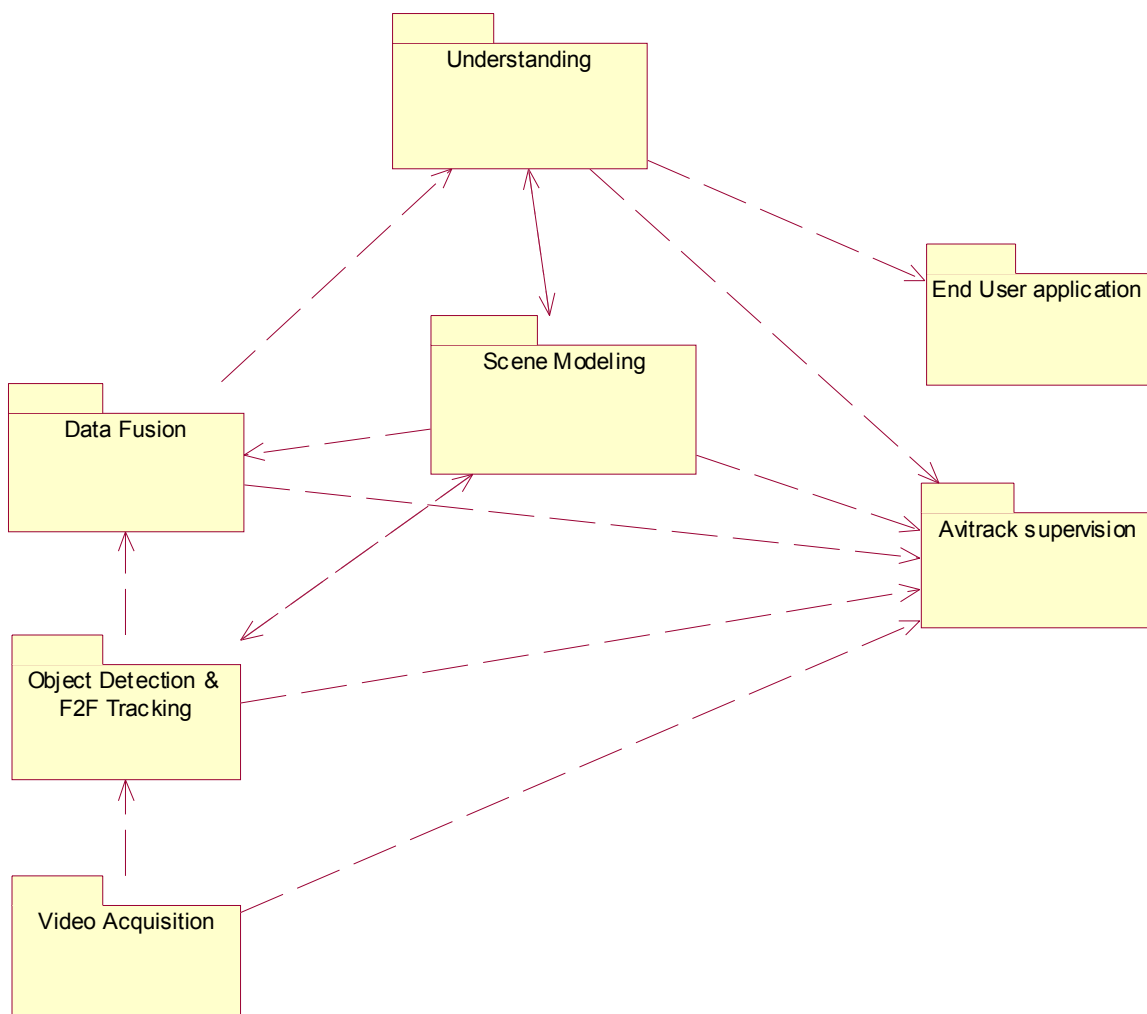 Understanding
End User application
Scene Modeling
Data Fusion
Avitrack supervision
Object Detection &
F2F Tracking
Video Acquisition